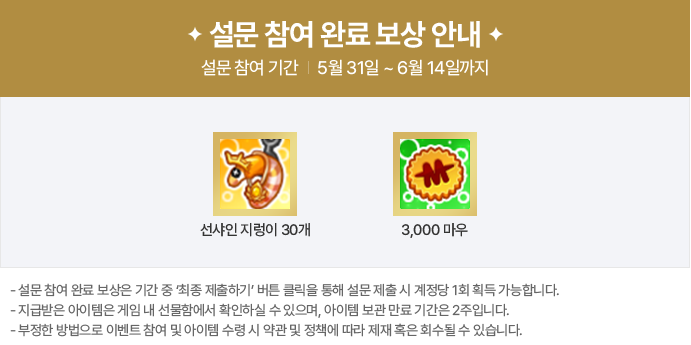 ✦ 설문 참여 완료 보상 안내 ✦
설문 참여 기간 | 5월 31일 ~ 6월 14일까지
선샤인 지렁이 30개
3,000 마우
- 설문 참여 완료 보상은 기간 중 ‘최종 제출하기’ 버튼 클릭을 통해 설문 제출 시 계정당 1회 획득 가능합니다.
- 지급받은 아이템은 게임 내 선물함에서 확인하실 수 있으며, 아이템 보관 만료 기간은 2주입니다.
- 부정한 방법으로 이벤트 참여 및 아이템 수령 시 약관 및 정책에 따라 제재 혹은 회수될 수 있습니다.